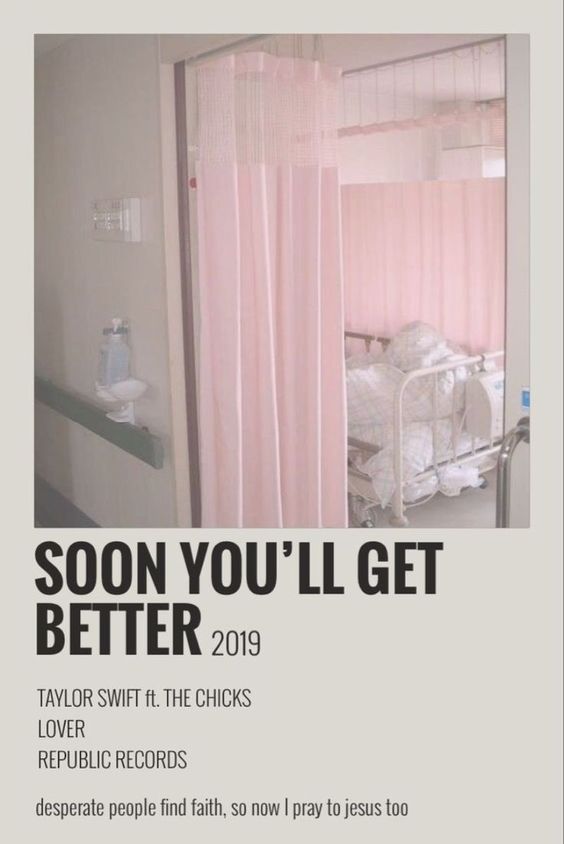 SOON YOU’LL GET
BETTER 2019
TAYLOR SWIFT ft. THE CHICKS
LOVER
REPUBLIC RECORDS
desperate people find faith, so now I pray to jesus too